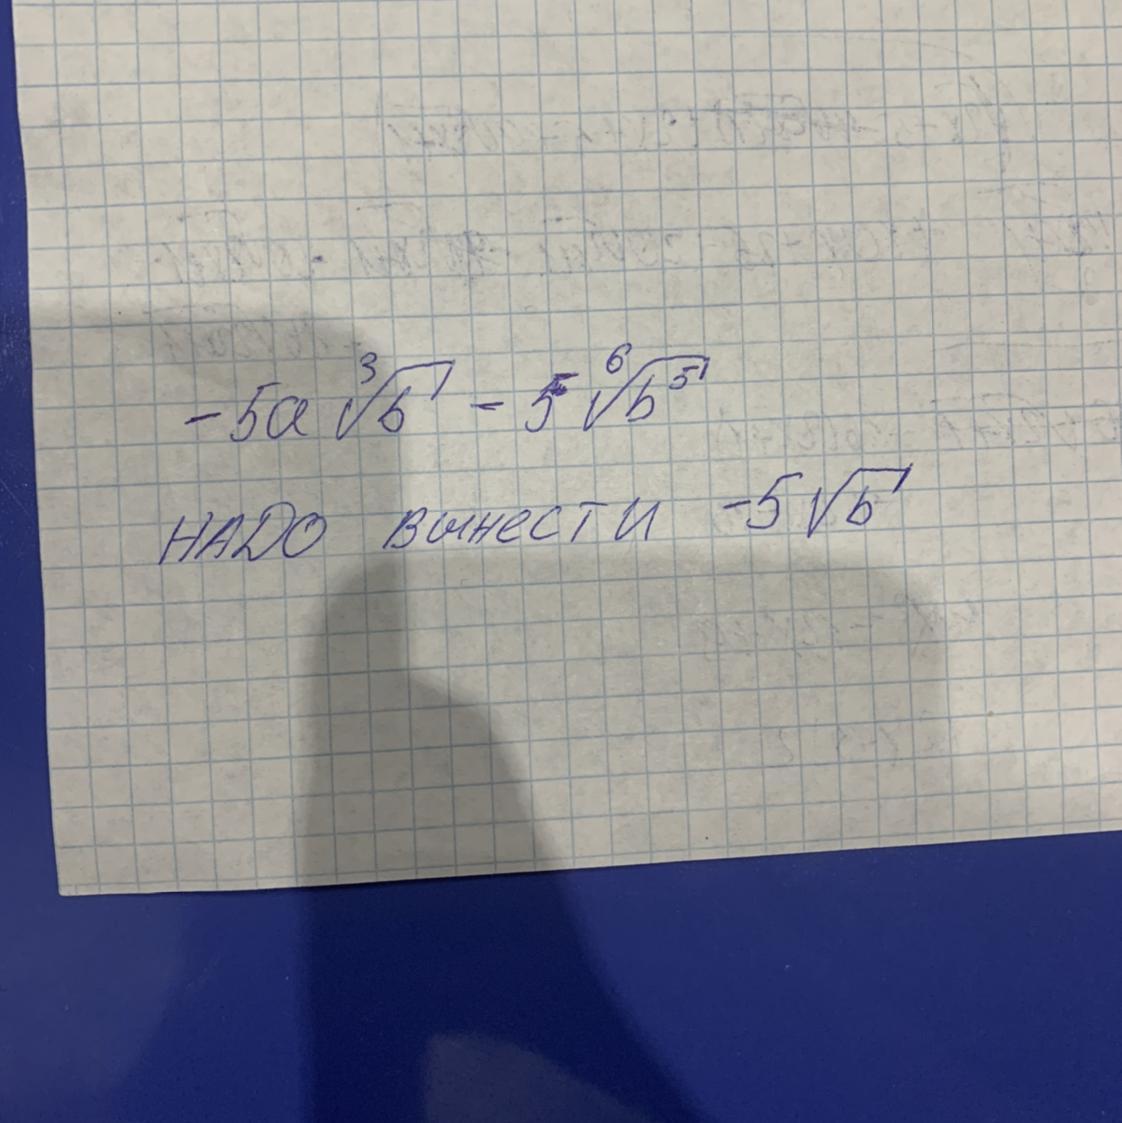 -5a ∛b - 5 ⁶√b⁵
НАДО вынести -5√b